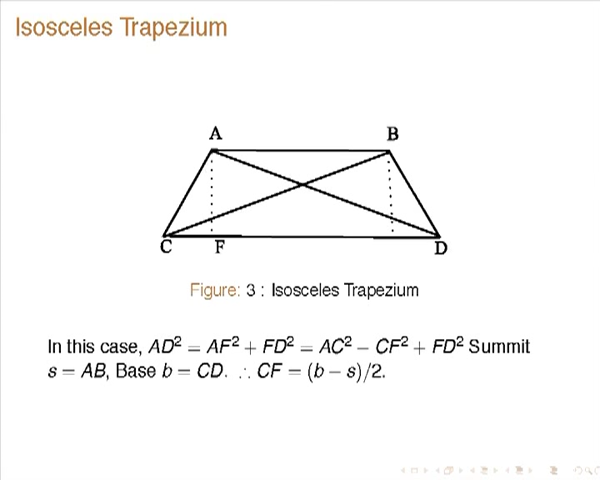 Isosceles Trapezium
A B
C F D
Figure: 3 : Isosceles Trapezium
In this case, AD² = AF² + FD² = AC² − CF² + FD² Summit
s = AB, Base b = CD. ∴ CF = (b − s)/2.